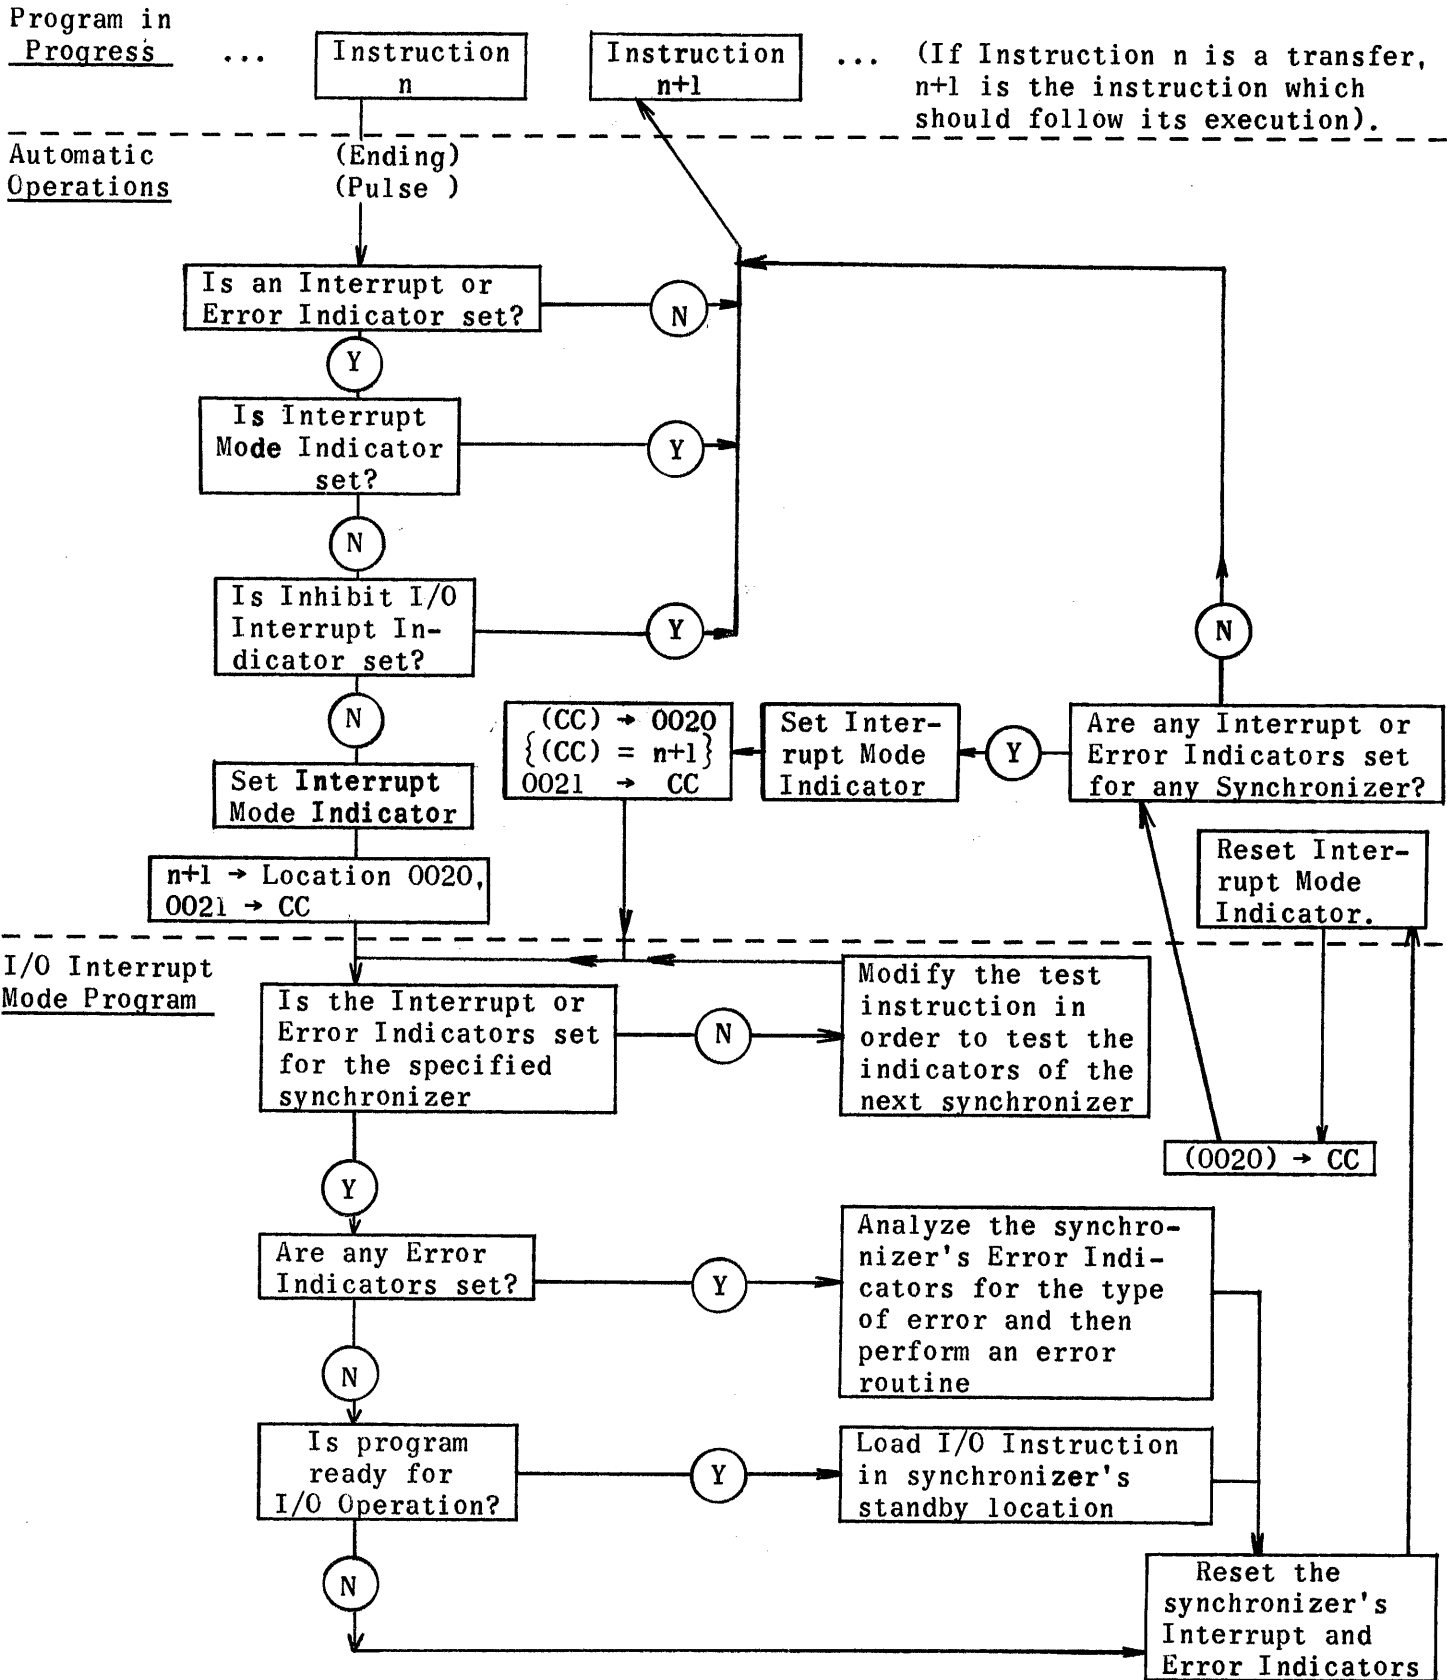 Program in
Progress ...
Instruction
n
Instruction
n+1
... (If Instruction n is a transfer,
n+1 is the instruction which
should follow its execution).
Automatic
Operations
(Ending)
(Pulse )
Is an Interrupt or
Error Indicator set?
N
Y
Is Interrupt
Mode Indicator
set?
Y
N
Is Inhibit I/O
Interrupt In-
dicator set?
Y
N
N
Set Interrupt
Mode Indicator
(CC) → 0020
{(CC) = n+1}
0021 → CC
Set Inter-
rupt Mode
Indicator
Y
Are any Interrupt or
Error Indicators set
for any Synchronizer?
n+1 → Location 0020,
0021 → CC
Reset Inter-
rupt Mode
Indicator.
I/O Interrupt
Mode Program
Is the Interrupt or
Error Indicators set
for the specified
synchronizer
N
Modify the test
instruction in
order to test the
indicators of the
next synchronizer
(0020) → CC
Y
Are any Error
Indicators set?
Y
Analyze the synchro-
nizer's Error Indi-
cators for the type
of error and then
perform an error
routine
N
Is program
ready for
I/O Operation?
Y
Load I/O Instruction
in synchronizer's
standby location
N
Reset the
synchronizer's
Interrupt and
Error Indicators